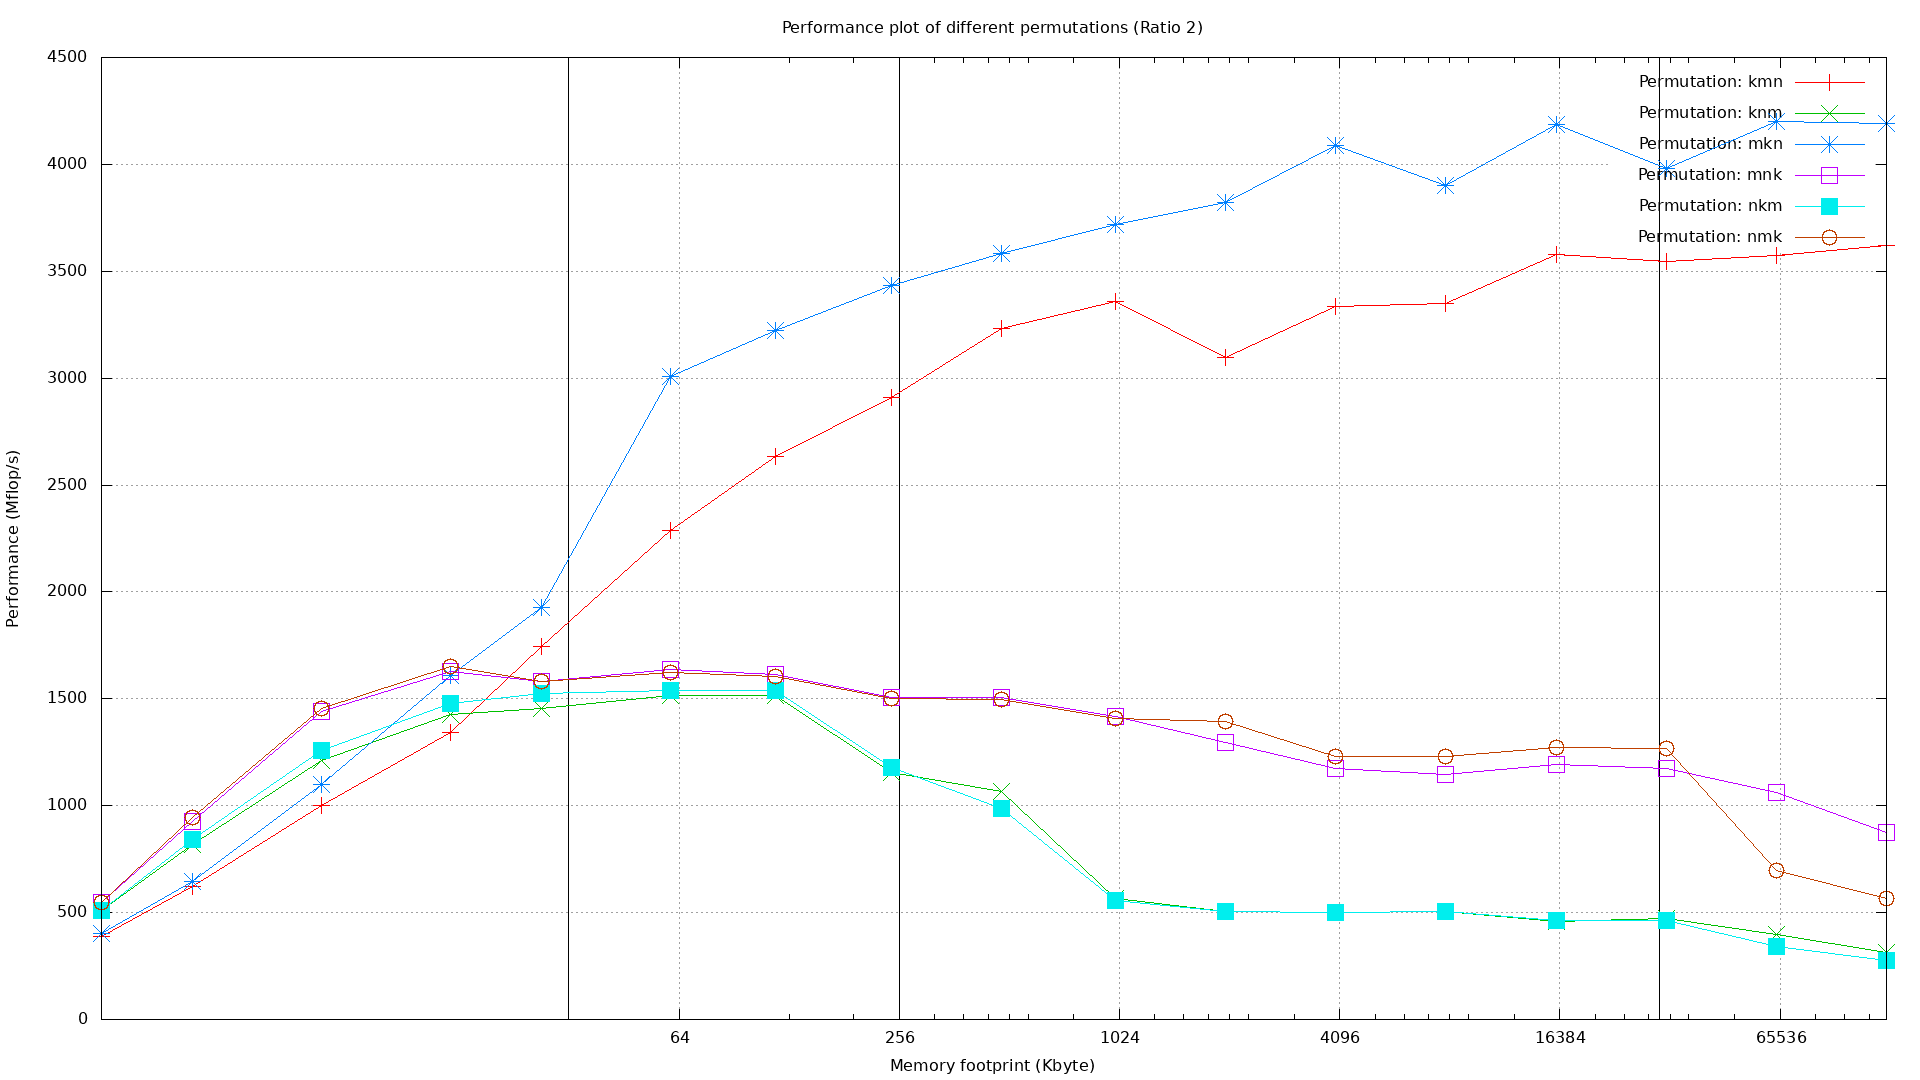 Performance plot of different permutations (Ratio 2)
4500
4000
3500
3000
2500
2000
1500
1000
500
0
Performance (Mflop/s)
Permutation: kmn
Permutation: knm
Permutation: mkn
Permutation: mnk
Permutation: nkm
Permutation: nmk
64 256 1024 4096 16384 65536
Memory footprint (Kbyte)